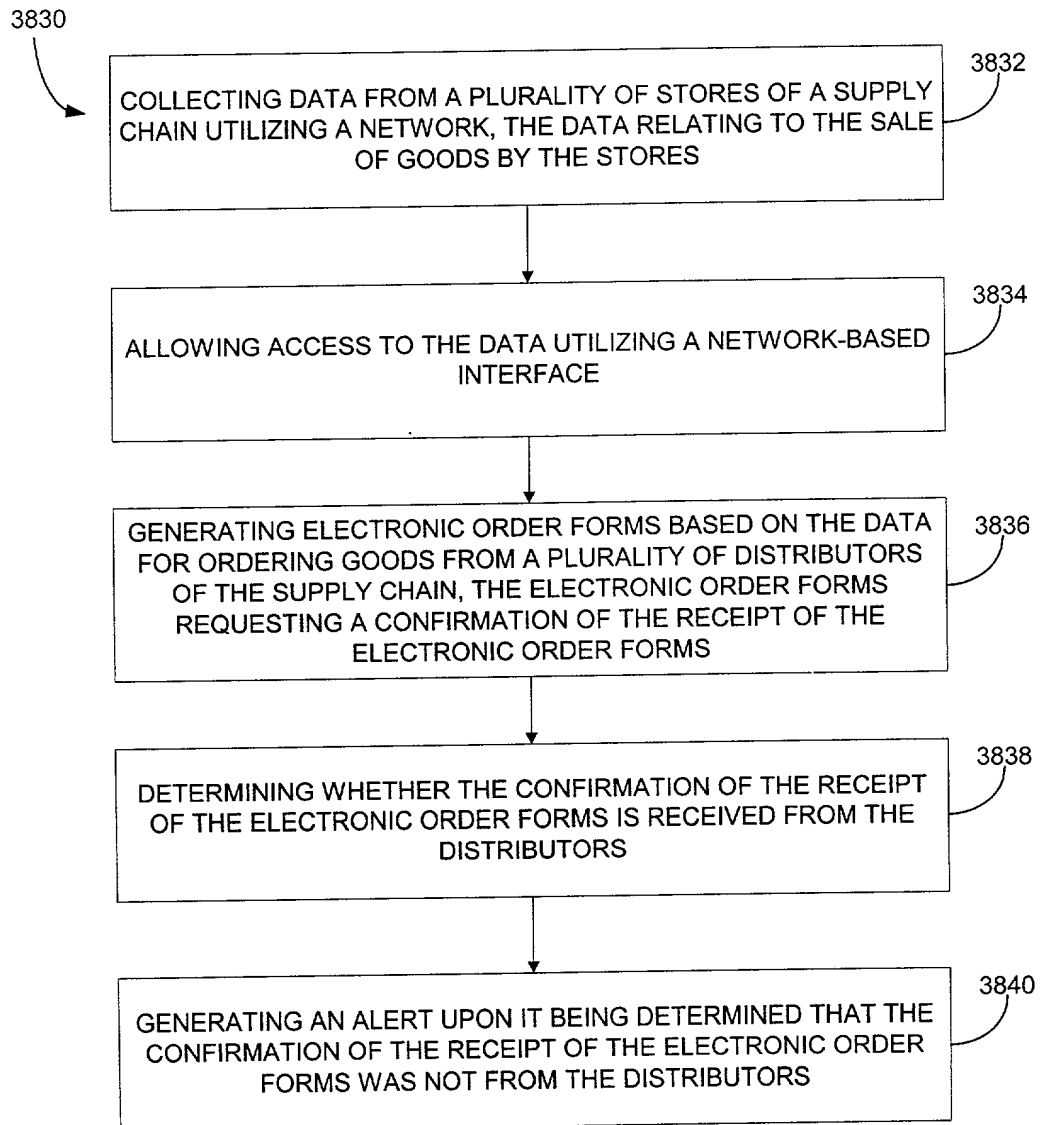 3830
3832
COLLECTING DATA FROM A PLURALITY OF STORES OF A SUPPLY
CHAIN UTILIZING A NETWORK, THE DATA RELATING TO THE SALE
OF GOODS BY THE STORES
3834
ALLOWING ACCESS TO THE DATA UTILIZING A NETWORK-BASED
INTERFACE
3836
GENERATING ELECTRONIC ORDER FORMS BASED ON THE DATA
FOR ORDERING GOODS FROM A PLURALITY OF DISTRIBUTORS
OF THE SUPPLY CHAIN, THE ELECTRONIC ORDER FORMS
REQUESTING A CONFIRMATION OF THE RECEIPT OF THE
ELECTRONIC ORDER FORMS
3838
DETERMINING WHETHER THE CONFIRMATION OF THE RECEIPT
OF THE ELECTRONIC ORDER FORMS IS RECEIVED FROM THE
DISTRIBUTORS
3840
GENERATING AN ALERT UPON IT BEING DETERMINED THAT THE
CONFIRMATION OF THE RECEIPT OF THE ELECTRONIC ORDER
FORMS WAS NOT FROM THE DISTRIBUTORS